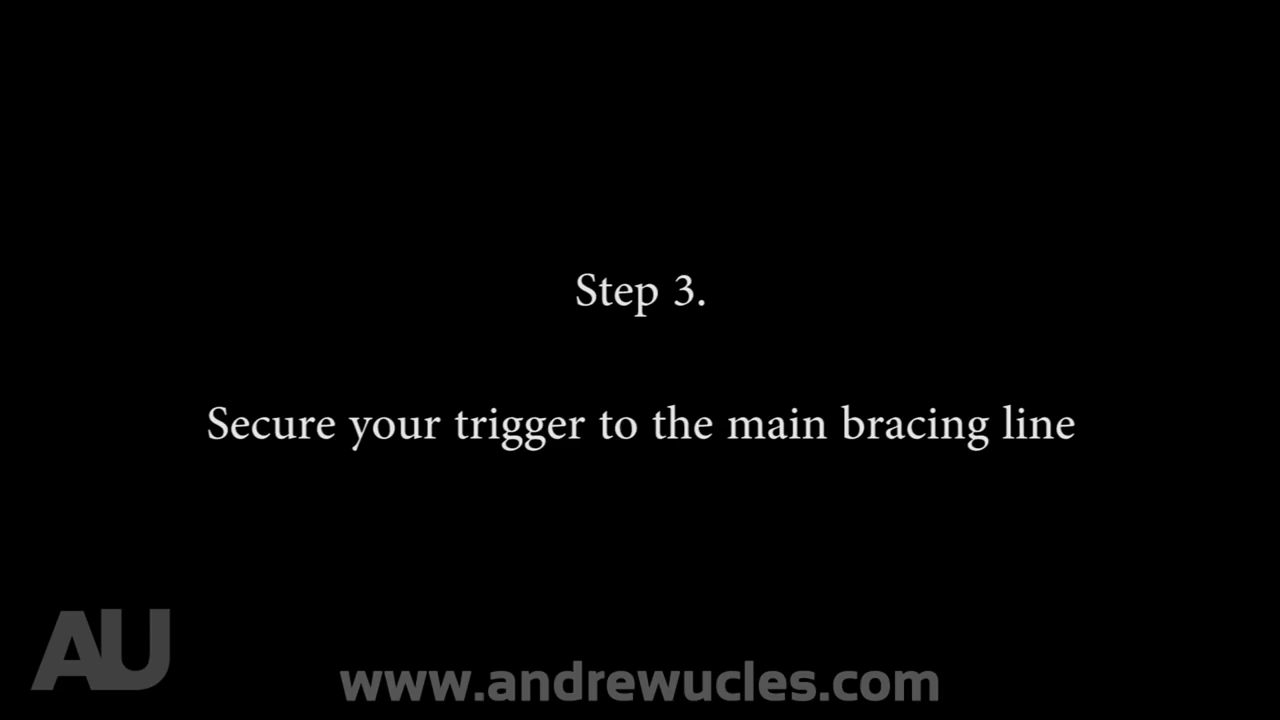 Step 3.
Secure your trigger to the main bracing line
AU
www.andrewucles.com